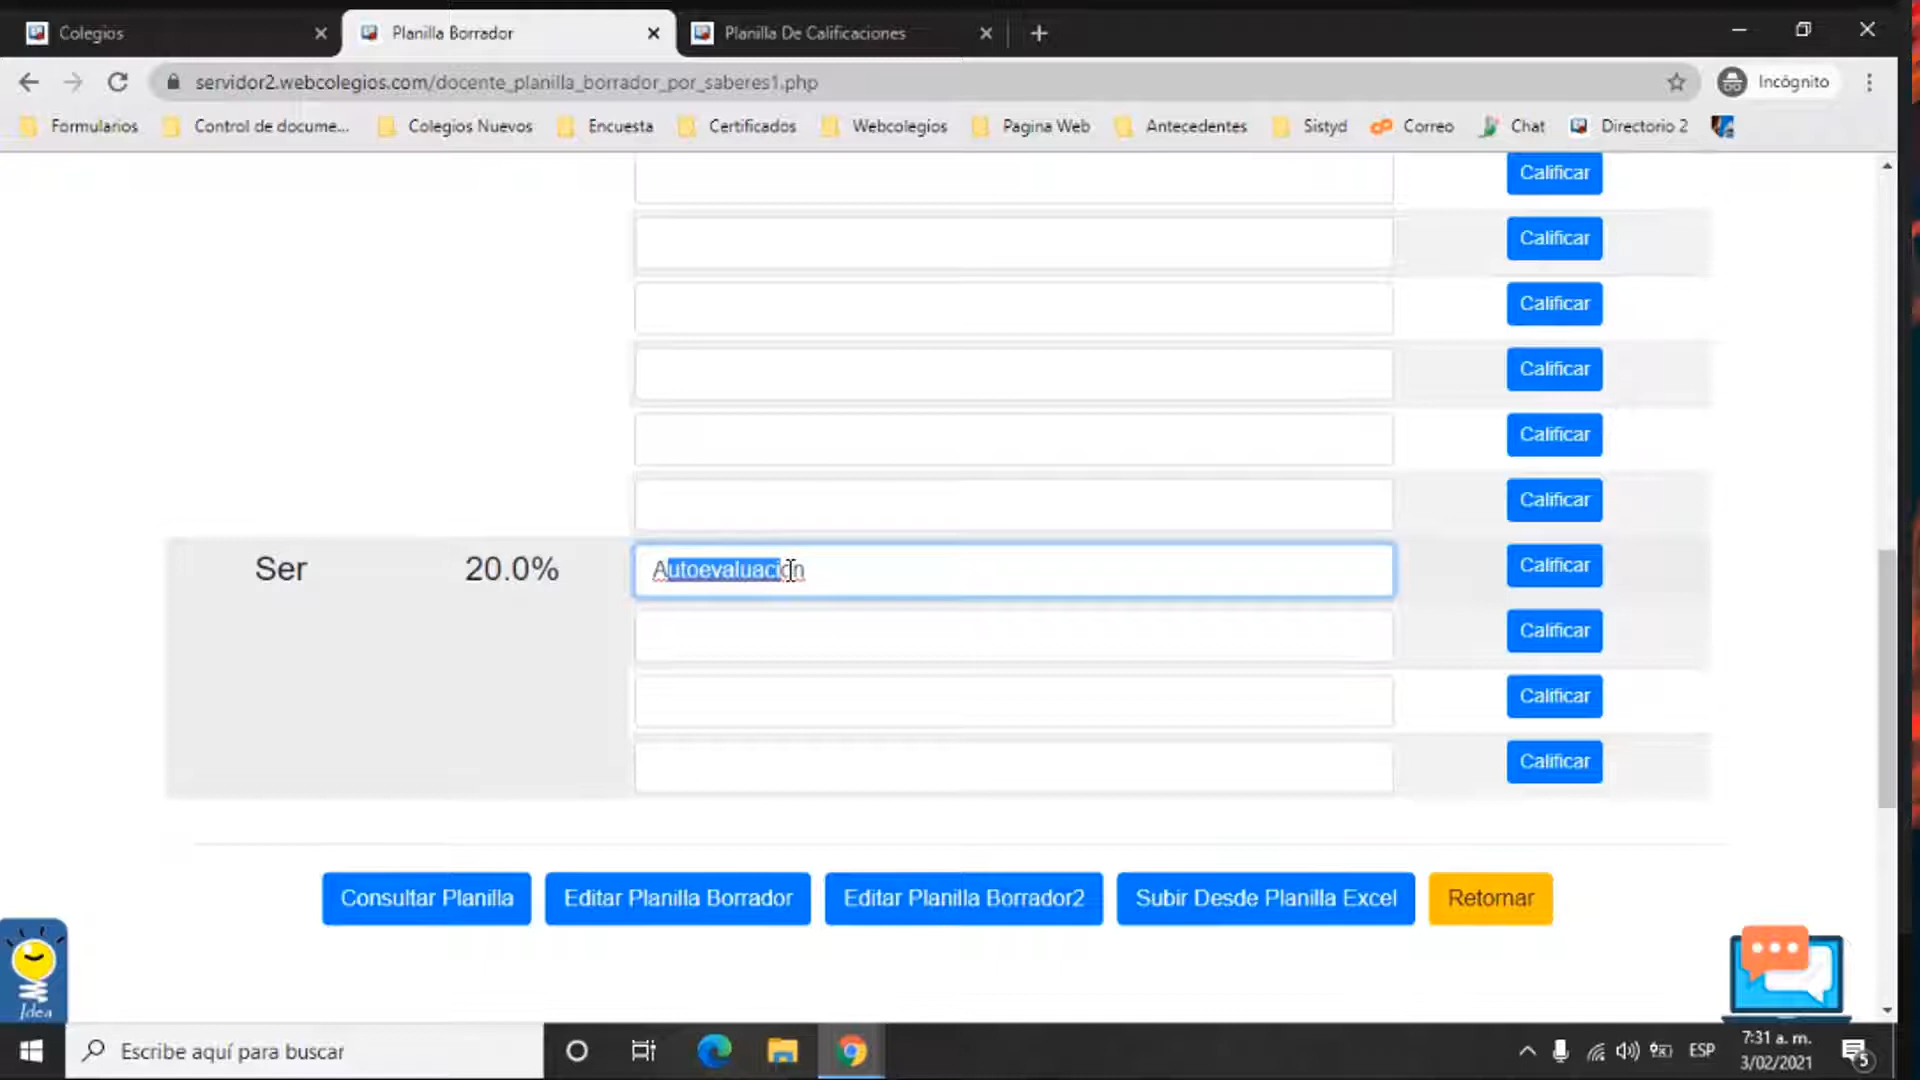 Colegios
Planilla Borrador
Planilla De Calificaciones
servidor2.webcolegios.com/docente_planilla_borrador_por_saberes1.php
Incógnito
Formularios
Control de docume...
Colegios Nuevos
Encuesta
Certificados
Webcolegios
Pagina Web
Antecedentes
Sistyd
Correo
Chat
Directorio 2
Calificar
Calificar
Calificar
Calificar
Calificar
Calificar
Ser 20.0% Autoevaluacion Calificar
Calificar
Calificar
Calificar
Consultar Planilla
Editar Planilla Borrador
Editar Planilla Borrador2
Subir Desde Planilla Excel
Retornar
Idea
Escribe aquí para buscar
ESP
7:31 a. m.
3/02/2021
5